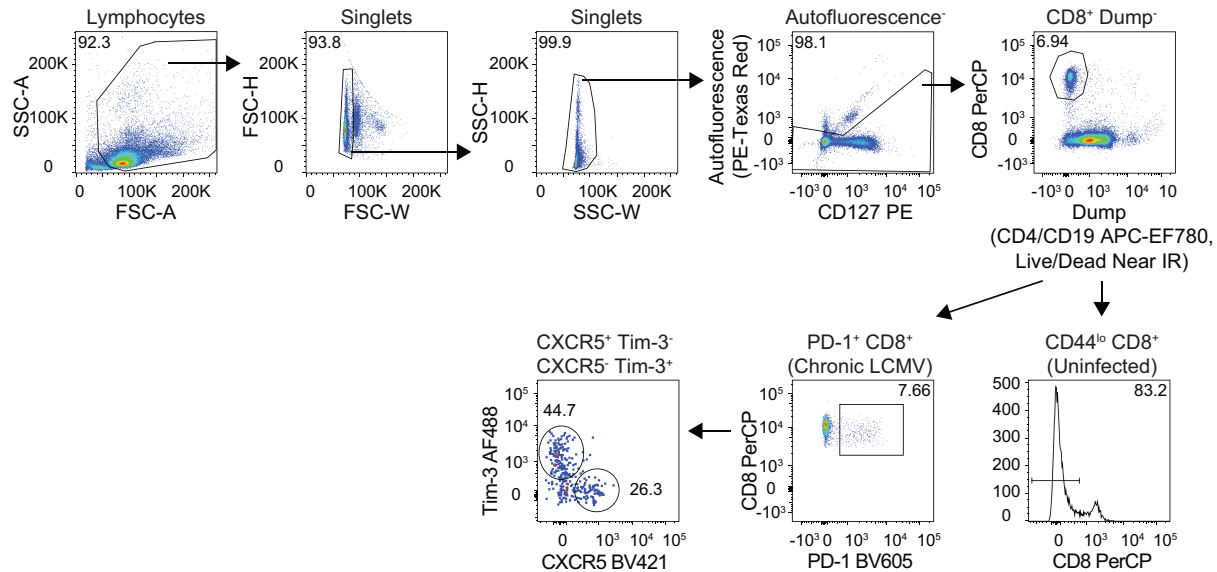 Lymphocytes
92.3
SSC-A
200K
100K
0
0 100K 200K
FSC-A
Singlets
93.8
FSC-H
200K
100K
0
0 100K 200K
FSC-W
Singlets
99.9
SSC-H
200K
100K
0
0 100K 200K
SSC-W
Autofluorescence⁻
98.1
Autofluorescence
(PE-Texas Red)
10⁵
10⁴
10³
0
-10³
-10³ 0 10³ 10⁴ 10⁵
CD127 PE
CD8⁺ Dump⁻
6.94
CD8 PerCP
10⁵
10⁴
10³
0
-10³
-10³ 0 10³ 10⁴ 10
Dump
(CD4/CD19 APC-EF780,
Live/Dead Near IR)
CXCR5⁺ Tim-3⁻
CXCR5⁻ Tim-3⁺
44.7
26.3
Tim-3 AF488
10⁵
10⁴
10³
0
0 10³ 10⁴ 10⁵
CXCR5 BV421
PD-1⁺ CD8⁺
(Chronic LCMV)
7.66
CD8 PerCP
10⁵
10⁴
10³
0
-10³
-10³ 0 10³ 10⁴ 10⁵
PD-1 BV605
CD44ˡᵒ CD8⁺
(Uninfected)
83.2
500
400
300
200
100
0
0 10³ 10⁴ 10⁵
CD8 PerCP